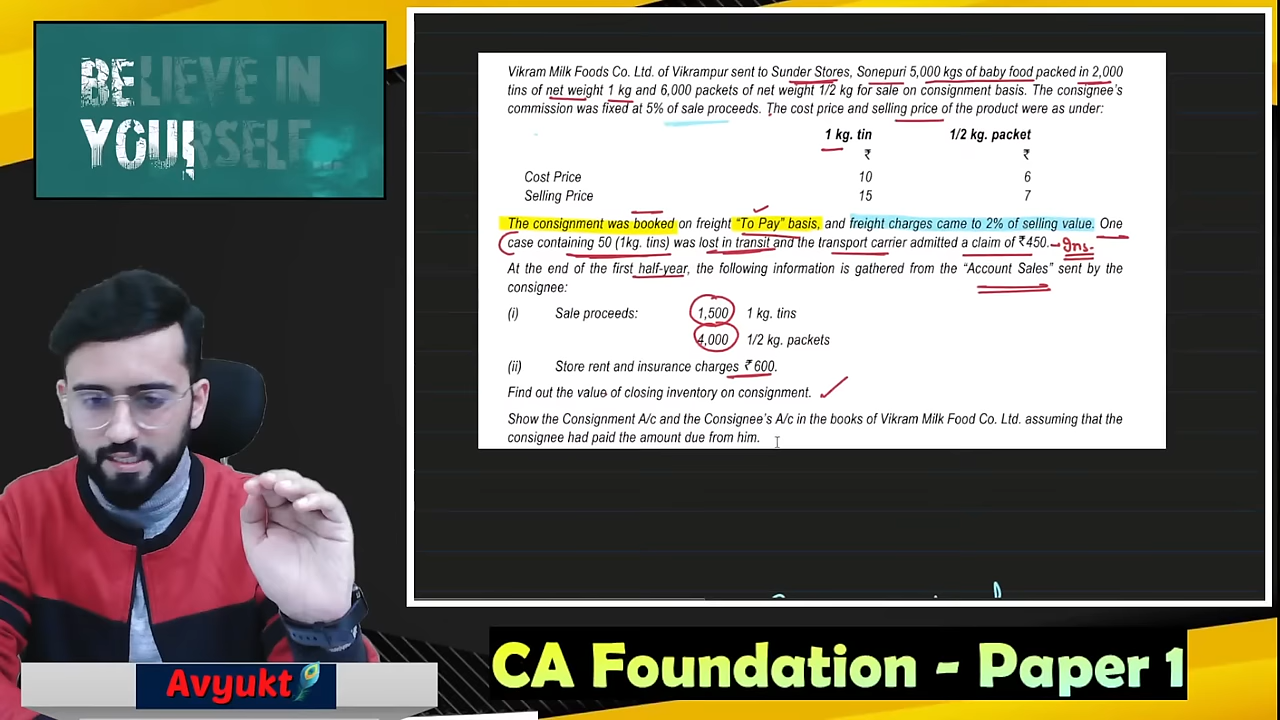 BELIEVE IN
YOURSELF...
Vikram Milk Foods Co. Ltd. of Vikrampur sent to Sunder Stores, Sonepuri 5,000 kgs of baby food packed in 2,000
tins of net weight 1 kg and 6,000 packets of net weight 1/2 kg for sale on consignment basis. The consignee's
commission was fixed at 5% of sale proceeds. The cost price and selling price of the product were as under:
1 kg. tin 1/2 kg. packet
₹ ₹
Cost Price 10 6
Selling Price 15 7
The consignment was booked on freight "To Pay" basis, and freight charges came to 2% of selling value. One
case containing 50 (1kg. tins) was lost in transit and the transport carrier admitted a claim of ₹450. Ins.
At the end of the first half-year, the following information is gathered from the "Account Sales" sent by the
consignee:
(i) Sale proceeds: 1,500 1 kg. tins
4,000 1/2 kg. packets
(ii) Store rent and insurance charges ₹ 600.
Find out the value of closing inventory on consignment.
Show the Consignment A/c and the Consignee's A/c in the books of Vikram Milk Food Co. Ltd. assuming that the
consignee had paid the amount due from him.
CA Foundation - Paper 1
Avyukt